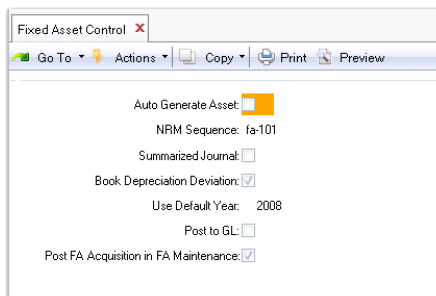 Fixed Asset Control
Go To Actions Copy Print Preview
Auto Generate Asset:
NRM Sequence: fa-101
Summarized Journal:
Book Depreciation Deviation:
Use Default Year: 2008
Post to GL:
Post FA Acquisition in FA Maintenance: